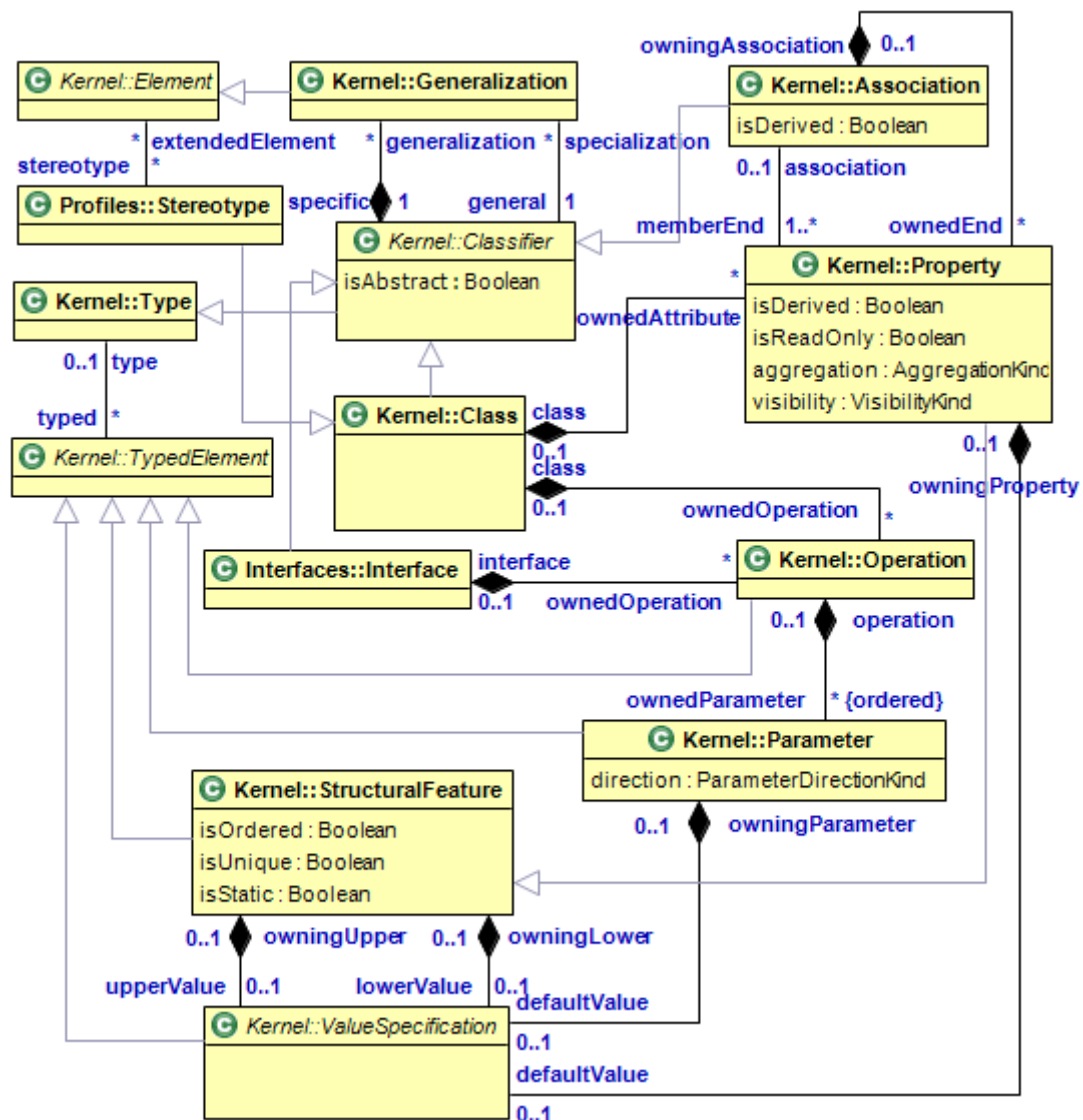 owningAssociation 0..1
C Kernel::Element
C Kernel::Generalization
C Kernel::Association
isDerived : Boolean
* extendedElement
* generalization
* specialization
0..1 association
stereotype *
C Profiles::Stereotype
specific 1
general 1
memberEnd 1..*
ownedEnd *
C Kernel::Classifier
isAbstract : Boolean
C Kernel::Property
isDerived : Boolean
isReadOnly : Boolean
aggregation : AggregationKind
visibility : VisibilityKind
C Kernel::Type
*
ownedAttribute
0..1 type
typed *
C Kernel::Class
class
0..1
class
0..1
C Kernel::TypedElement
0..1
owningProperty
ownedOperation *
C Interfaces::Interface
interface
0..1
*
ownedOperation
C Kernel::Operation
0..1 operation
ownedParameter * {ordered}
C Kernel::Parameter
direction : ParameterDirectionKind
C Kernel::StructuralFeature
isOrdered : Boolean
isUnique : Boolean
isStatic : Boolean
0..1 owningParameter
0..1 owningUpper
0..1 owningLower
upperValue 0..1
lowerValue 0..1
defaultValue
0..1
C Kernel::ValueSpecification
defaultValue
0..1